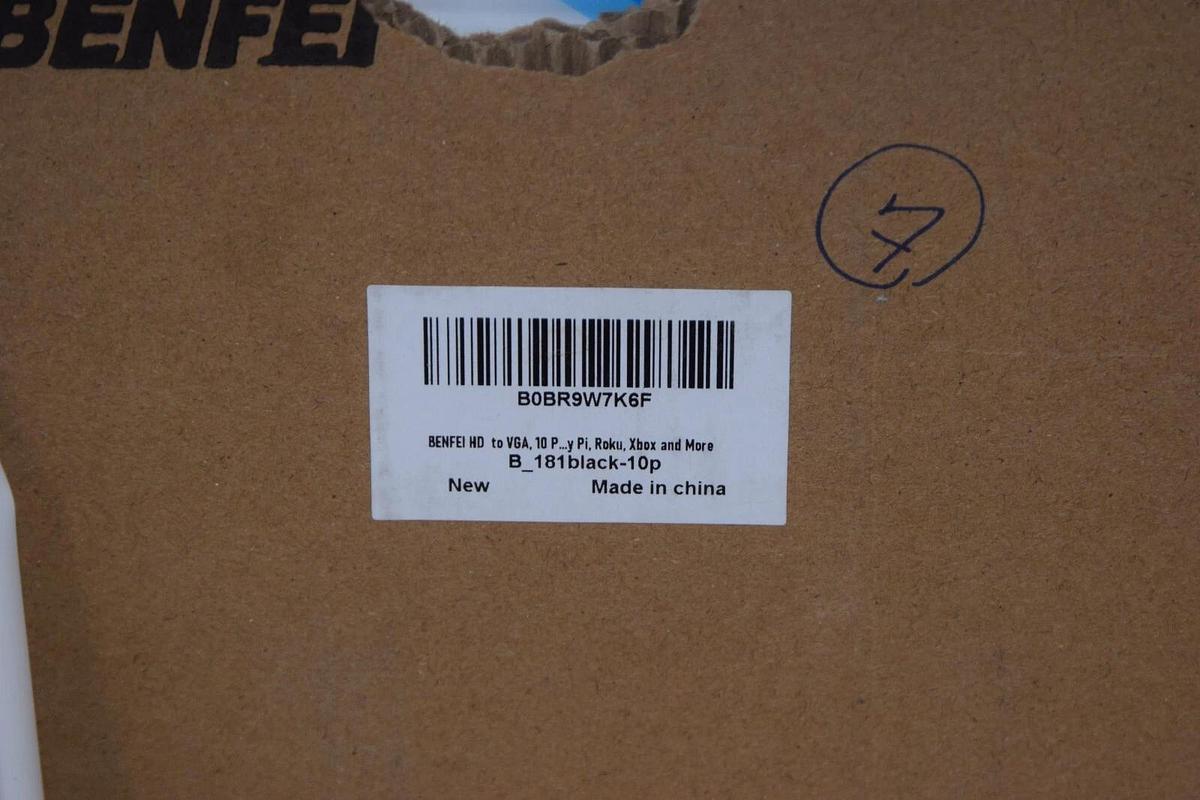 BENFEI
7
B0BR9W7K6F
BENFEI HD to VGA, 10 P...y Pi, Roku, Xbox and More
B_181black-10p
New Made in china